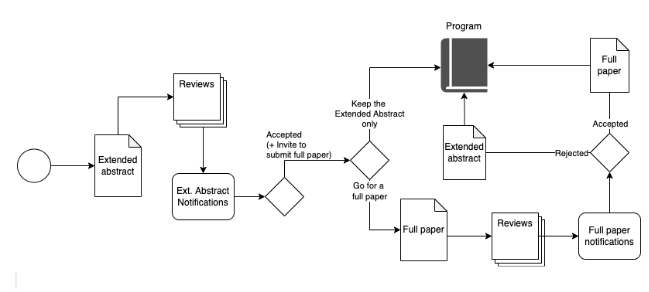 Program
Reviews
Full
paper
Accepted
(+ Invite to
submit full paper)
Keep the
Extended Abstract
only
Accepted
Extended
abstract
Extended
abstract
Rejected
Ext. Abstract
Notifications
Go for a
full paper
Full paper
Reviews
Full paper
notifications